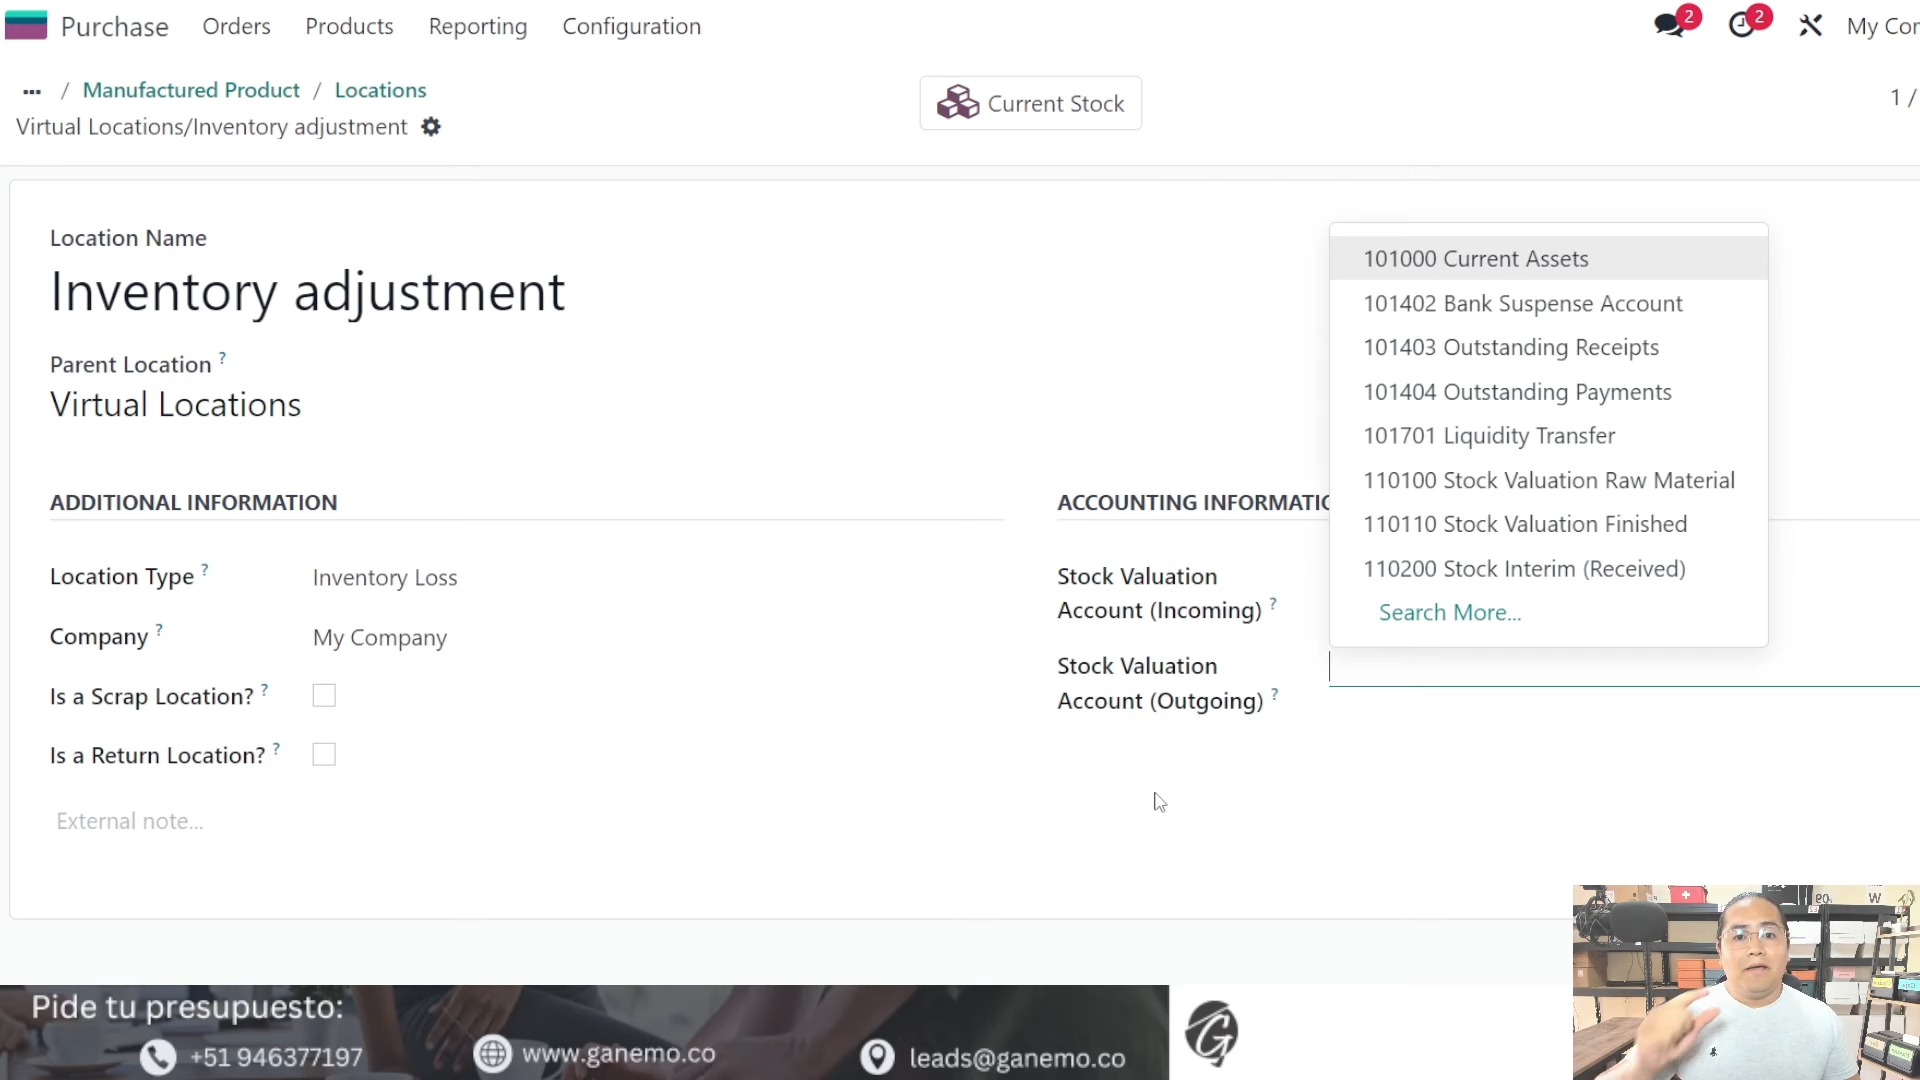 Purchase Orders Products Reporting Configuration 2 2 My Con
... / Manufactured Product / Locations
Virtual Locations/Inventory adjustment
Current Stock
1 /
Location Name
Inventory adjustment
Parent Location ?
Virtual Locations
ADDITIONAL INFORMATION
Location Type ? Inventory Loss
Company ? My Company
Is a Scrap Location? ?
Is a Return Location? ?
External note...
ACCOUNTING INFORMATIO
Stock Valuation
Account (Incoming) ?
Stock Valuation
Account (Outgoing) ?
101000 Current Assets
101402 Bank Suspense Account
101403 Outstanding Receipts
101404 Outstanding Payments
101701 Liquidity Transfer
110100 Stock Valuation Raw Material
110110 Stock Valuation Finished
110200 Stock Interim (Received)
Search More...
Pide tu presupuesto:
+51 946377197 www.ganemo.co leads@ganemo.co
G